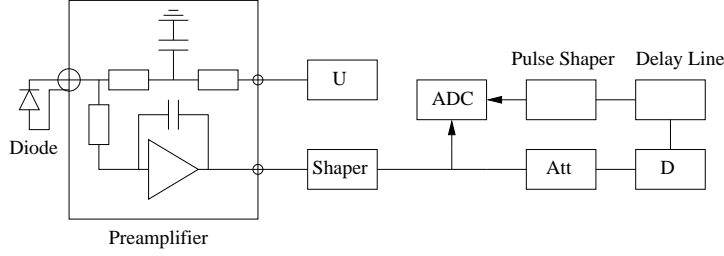 Pulse Shaper
Delay Line
U
ADC
Diode
Shaper
Att
D
Preamplifier